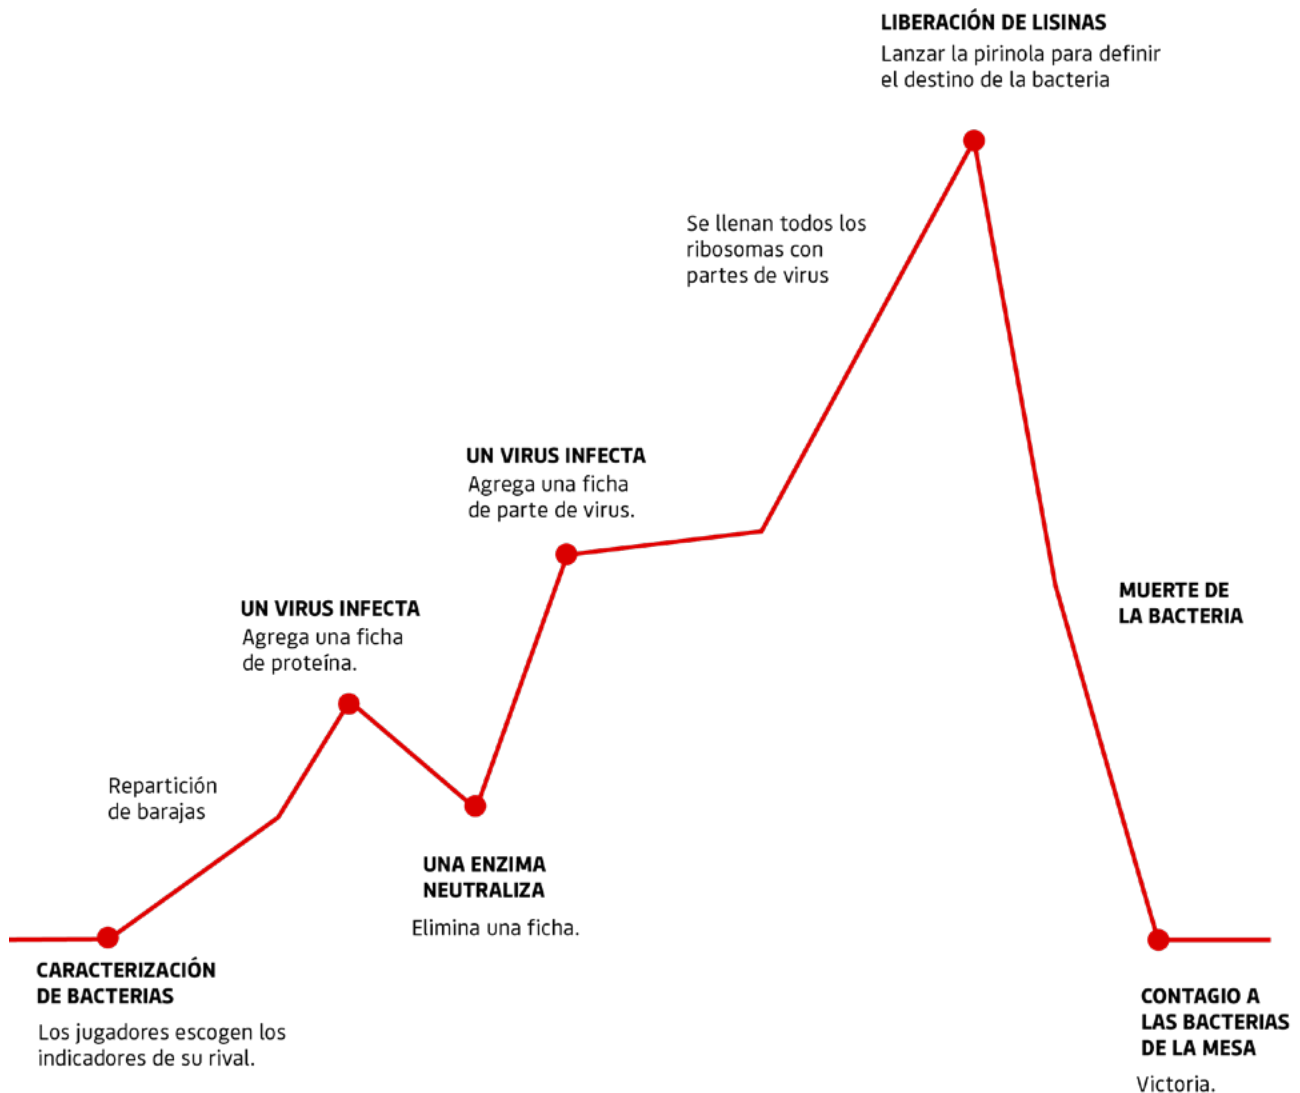 LIBERACIÓN DE LISINAS
Lanzar la pirinola para definir
el destino de la bacteria
Se llenan todos los
ribosomas con
partes de virus
UN VIRUS INFECTA
Agrega una ficha
de parte de virus.
MUERTE DE
LA BACTERIA
UN VIRUS INFECTA
Agrega una ficha
de proteína.
Repartición
de barajas
UNA ENZIMA
NEUTRALIZA
Elimina una ficha.
CARACTERIZACIÓN
DE BACTERIAS
Los jugadores escogen los
indicadores de su rival.
CONTAGIO A
LAS BACTERIAS
DE LA MESA
Victoria.